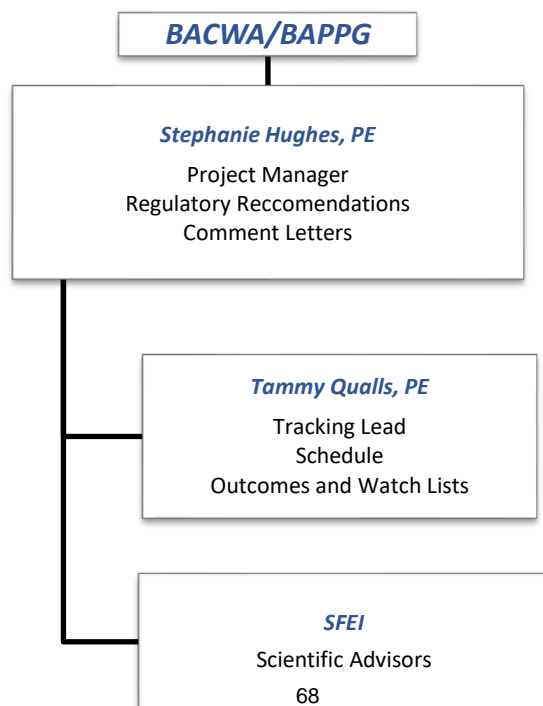 BACWA/BAPPG
Stephanie Hughes, PE
Project Manager
Regulatory Reccomendations
Comment Letters
Tammy Qualls, PE
Tracking Lead
Schedule
Outcomes and Watch Lists
SFEI
Scientific Advisors
68